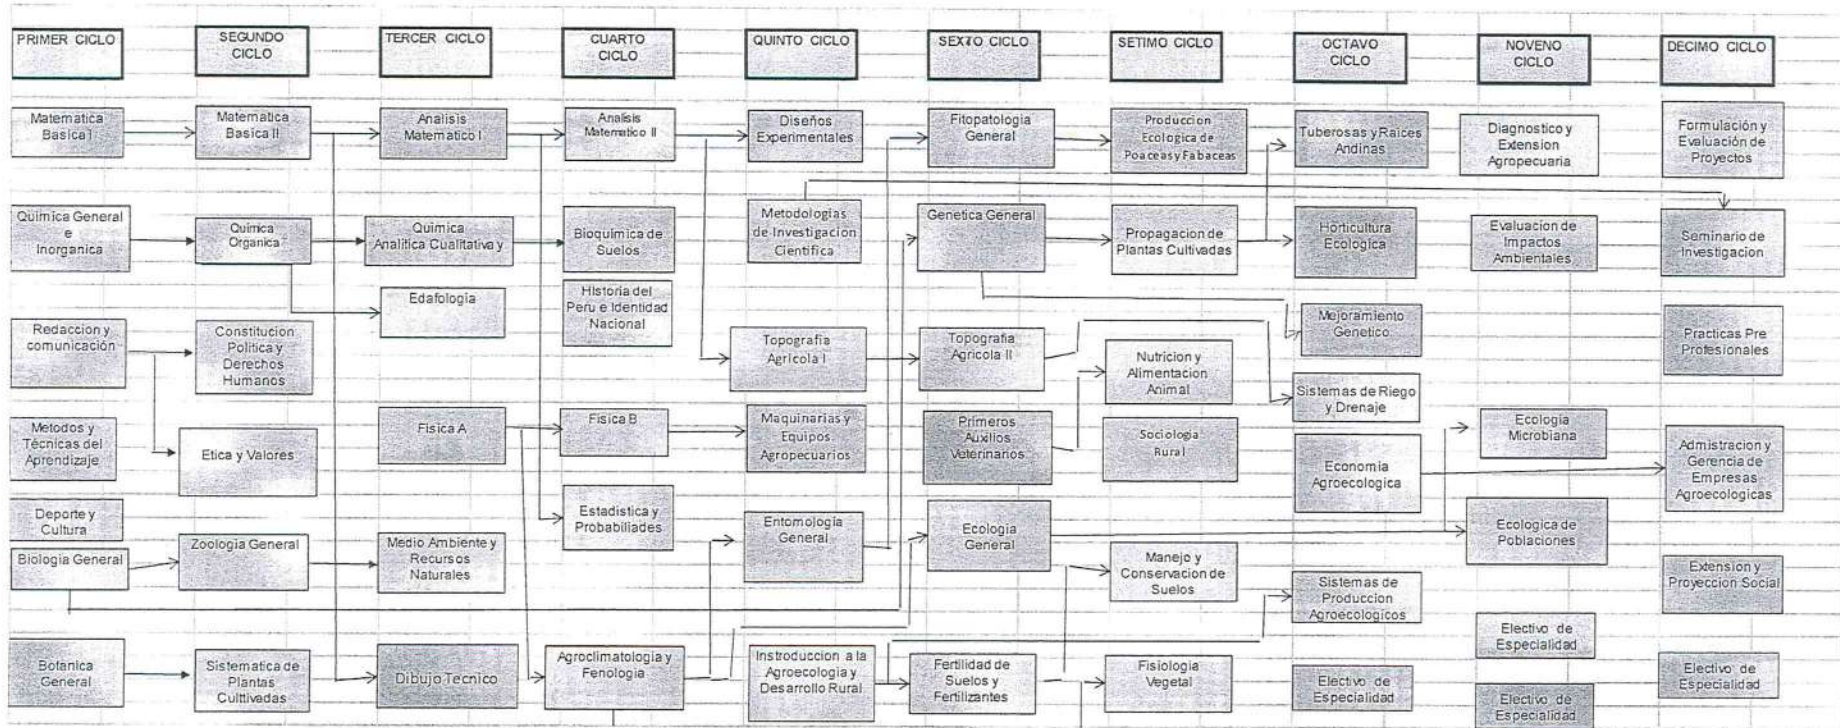 PRIMER CICLO
SEGUNDO
CICLO
TERCER CICLO
CUARTO
CICLO
QUINTO CICLO
SEXTO CICLO
SETIMO CICLO
OCTAVO
CICLO
NOVENO
CICLO
DECIMO CICLO
Matematica
Basica I
Matematica
Basica II
Analisis
Matematico I
Analisis
Matematico II
Diseños
Experimentales
Fitopatologia
General
Produccion
Ecologica de
Poaceas y Fabaceas
Tuberosas y Raices
Andinas
Diagnostico y
Extension
Agropecuaria
Formulación y
Evaluación de
Proyectos
Quimica General
e
Inorganica
Quimica
Organica
Quimica
Analitica Cualitativa y
Bioquimica de
Suelos
Metodologias
de Investigacion
Cientifica
Genetica General
Propagacion de
Plantas Cultivadas
Horticultura
Ecologica
Evaluacion de
Impactos
Ambientales
Seminario de
Investigacion
Edafologia
Historia del
Peru e Identidad
Nacional
Mejoramiento
Genetico
Practicas Pre
Profesionales
Redaccion y
comunicación
Constitucion
Politica y
Derechos
Humanos
Topografia
Agricola I
Topografia
Agricola II
Nutricion y
Alimentacion
Animal
Sistemas de Riego
y Drenaje
Metodos y
Técnicas del
Aprendizaje
Etica y Valores
Fisica A
Fisica B
Maquinarias y
Equipos
Agropecuarios
Primeros
Auxilios
Veterinarios
Sociologia
Rural
Economia
Agroecologica
Ecologia
Microbiana
Admistracion y
Gerencia de
Empresas
Agroecologicas
Deporte y
Cultura
Estadistica y
Probabiliades
Entomologia
General
Ecologia
General
Ecologica de
Poblaciones
Biologia General
Zoologia General
Medio Ambiente y
Recursos
Naturales
Manejo y
Conservacion de
Suelos
Sistemas de
Produccion
Agroecologicos
Extension y
Proyeccion Social
Electivo de
Especialidad
Botanica
General
Sistematica de
Plantas
Cultivadas
Dibujo Tecnico
Agroclimatologia y
Fenologia
Instroduccion a la
Agroecologia y
Desarrollo Rural
Fertilidad de
Suelos y
Fertilizantes
Fisiologia
Vegetal
Electivo de
Especialidad
Electivo de
Especialidad
Electivo de
Especialidad